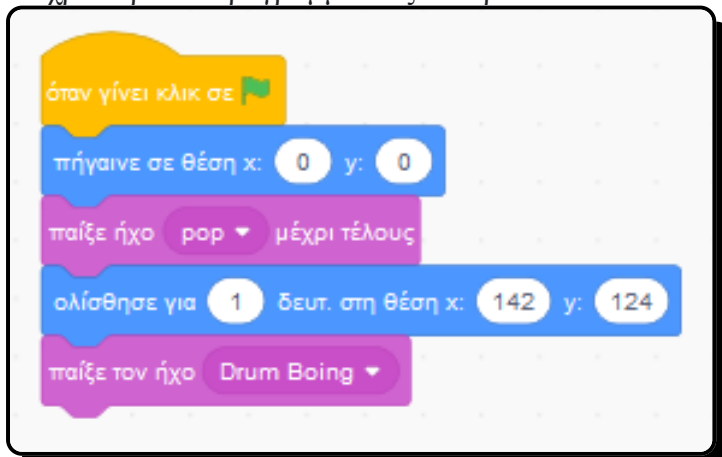 όταν γίνει κλικ σε
πήγαινε σε θέση x: 0 y: 0
παίξε ήχο pop μέχρι τέλους
ολίσθησε για 1 δευτ. στη θέση x: 142 y: 124
παίξε τον ήχο Drum Boing